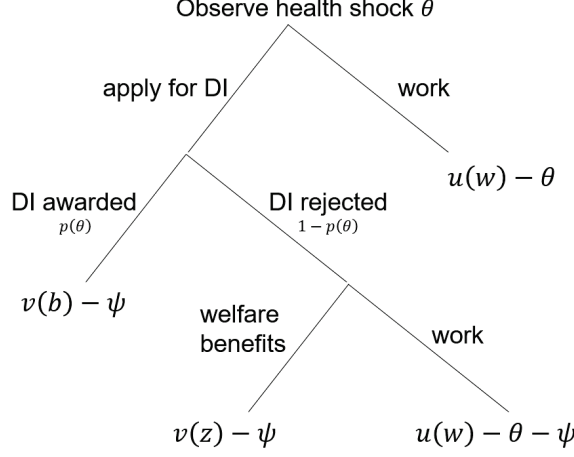 Observe health shock θ
apply for DI
work
u(w) − θ
DI awarded
p(θ)
DI rejected
1 − p(θ)
v(b) − ψ
welfare
benefits
work
v(z) − ψ
u(w) − θ − ψ